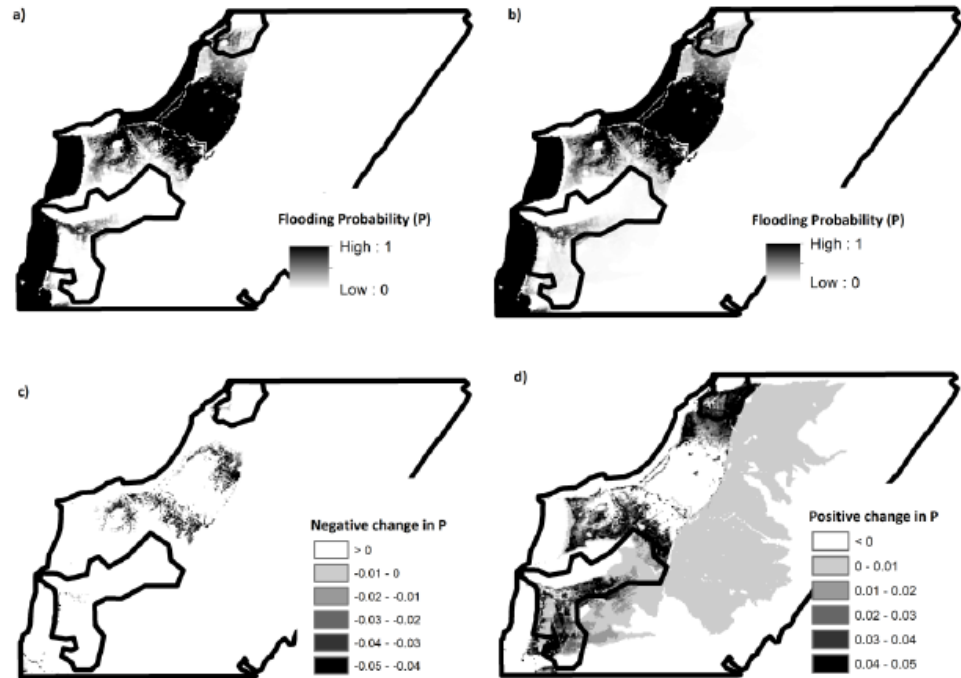 a)
Flooding Probability (P)
High : 1
Low : 0
b)
Flooding Probability (P)
High : 1
Low : 0
c)
Negative change in P
> 0
-0.01 - 0
-0.02 - -0.01
-0.03 - -0.02
-0.04 - -0.03
-0.05 - -0.04
d)
Positive change in P
< 0
0 - 0.01
0.01 - 0.02
0.02 - 0.03
0.03 - 0.04
0.04 - 0.05